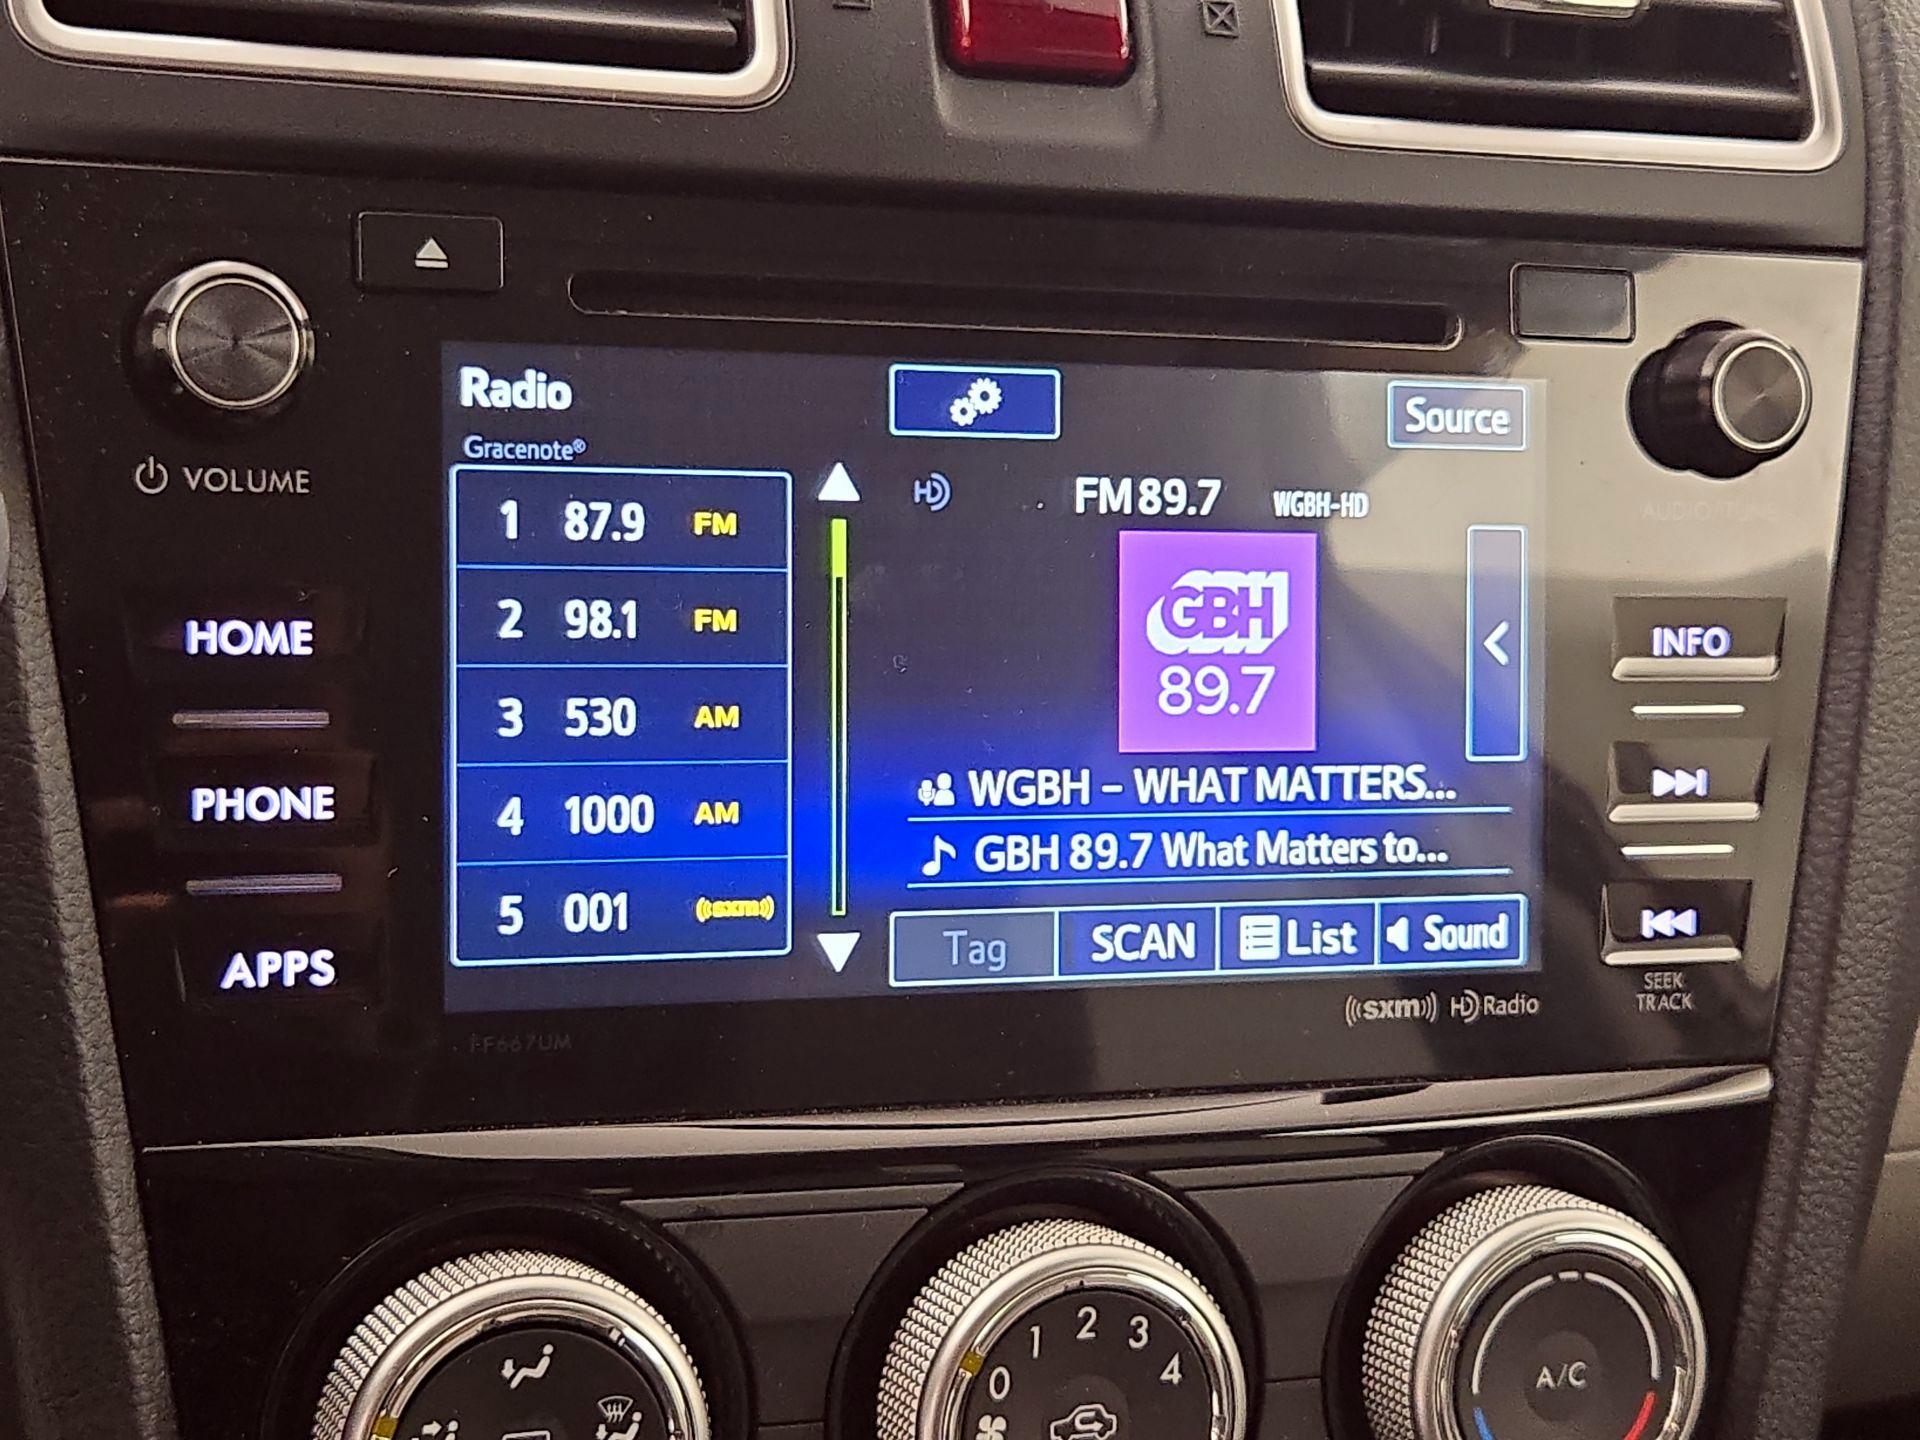 Radio
Source
Gracenote®
FM 89.7 WGBH-HD
1 87.9 FM
2 98.1 FM
3 530 AM
4 1000 AM
5 001 ((sxm))
GBH
89.7
WGBH – WHAT MATTERS...
GBH 89.7 What Matters to...
Tag SCAN List Sound
((sxm)) HD Radio
VOLUME
HOME
PHONE
APPS
INFO
SEEK
TRACK
0 1 2 3 4
A/C